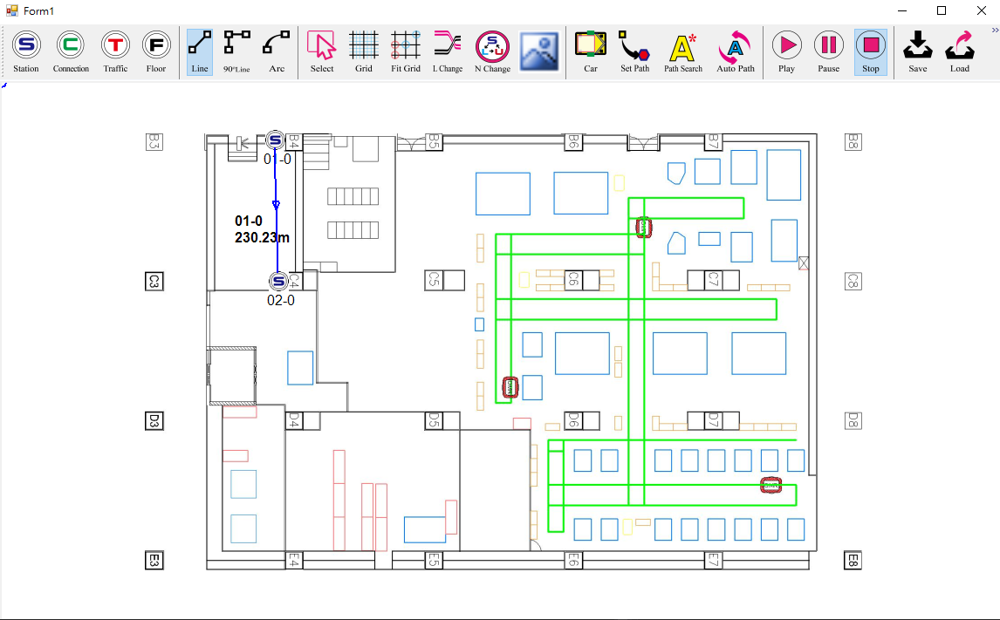 Form1
S Station
C Connection
T Traffic
F Floor
Line
90°Line
Arc
Select
Grid
Fit Grid
L Change
S L U N Change
Car
Set Path
A* Path Search
A Auto Path
Play
Pause
Stop
Save
Load
B3
S
B4
B5
B6
B7
B8
01-0
01-0
230.23m
C3
S
C4
C5
C6
C7
C8
02-0
D3
D4
D5
D6
D7
D8
E3
E4
E5
E6
E7
E8